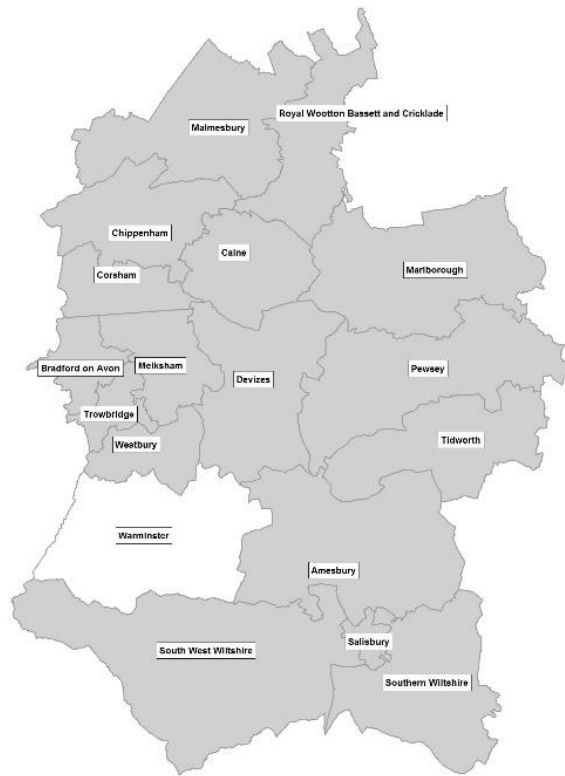 Royal Wootton Bassett and Cricklade
Malmesbury
Chippenham
Calne
Corsham
Marlborough
Bradford on Avon
Melksham
Pewsey
Devizes
Trowbridge
Westbury
Tidworth
Warminster
Amesbury
Salisbury
South West Wiltshire
Southern Wiltshire